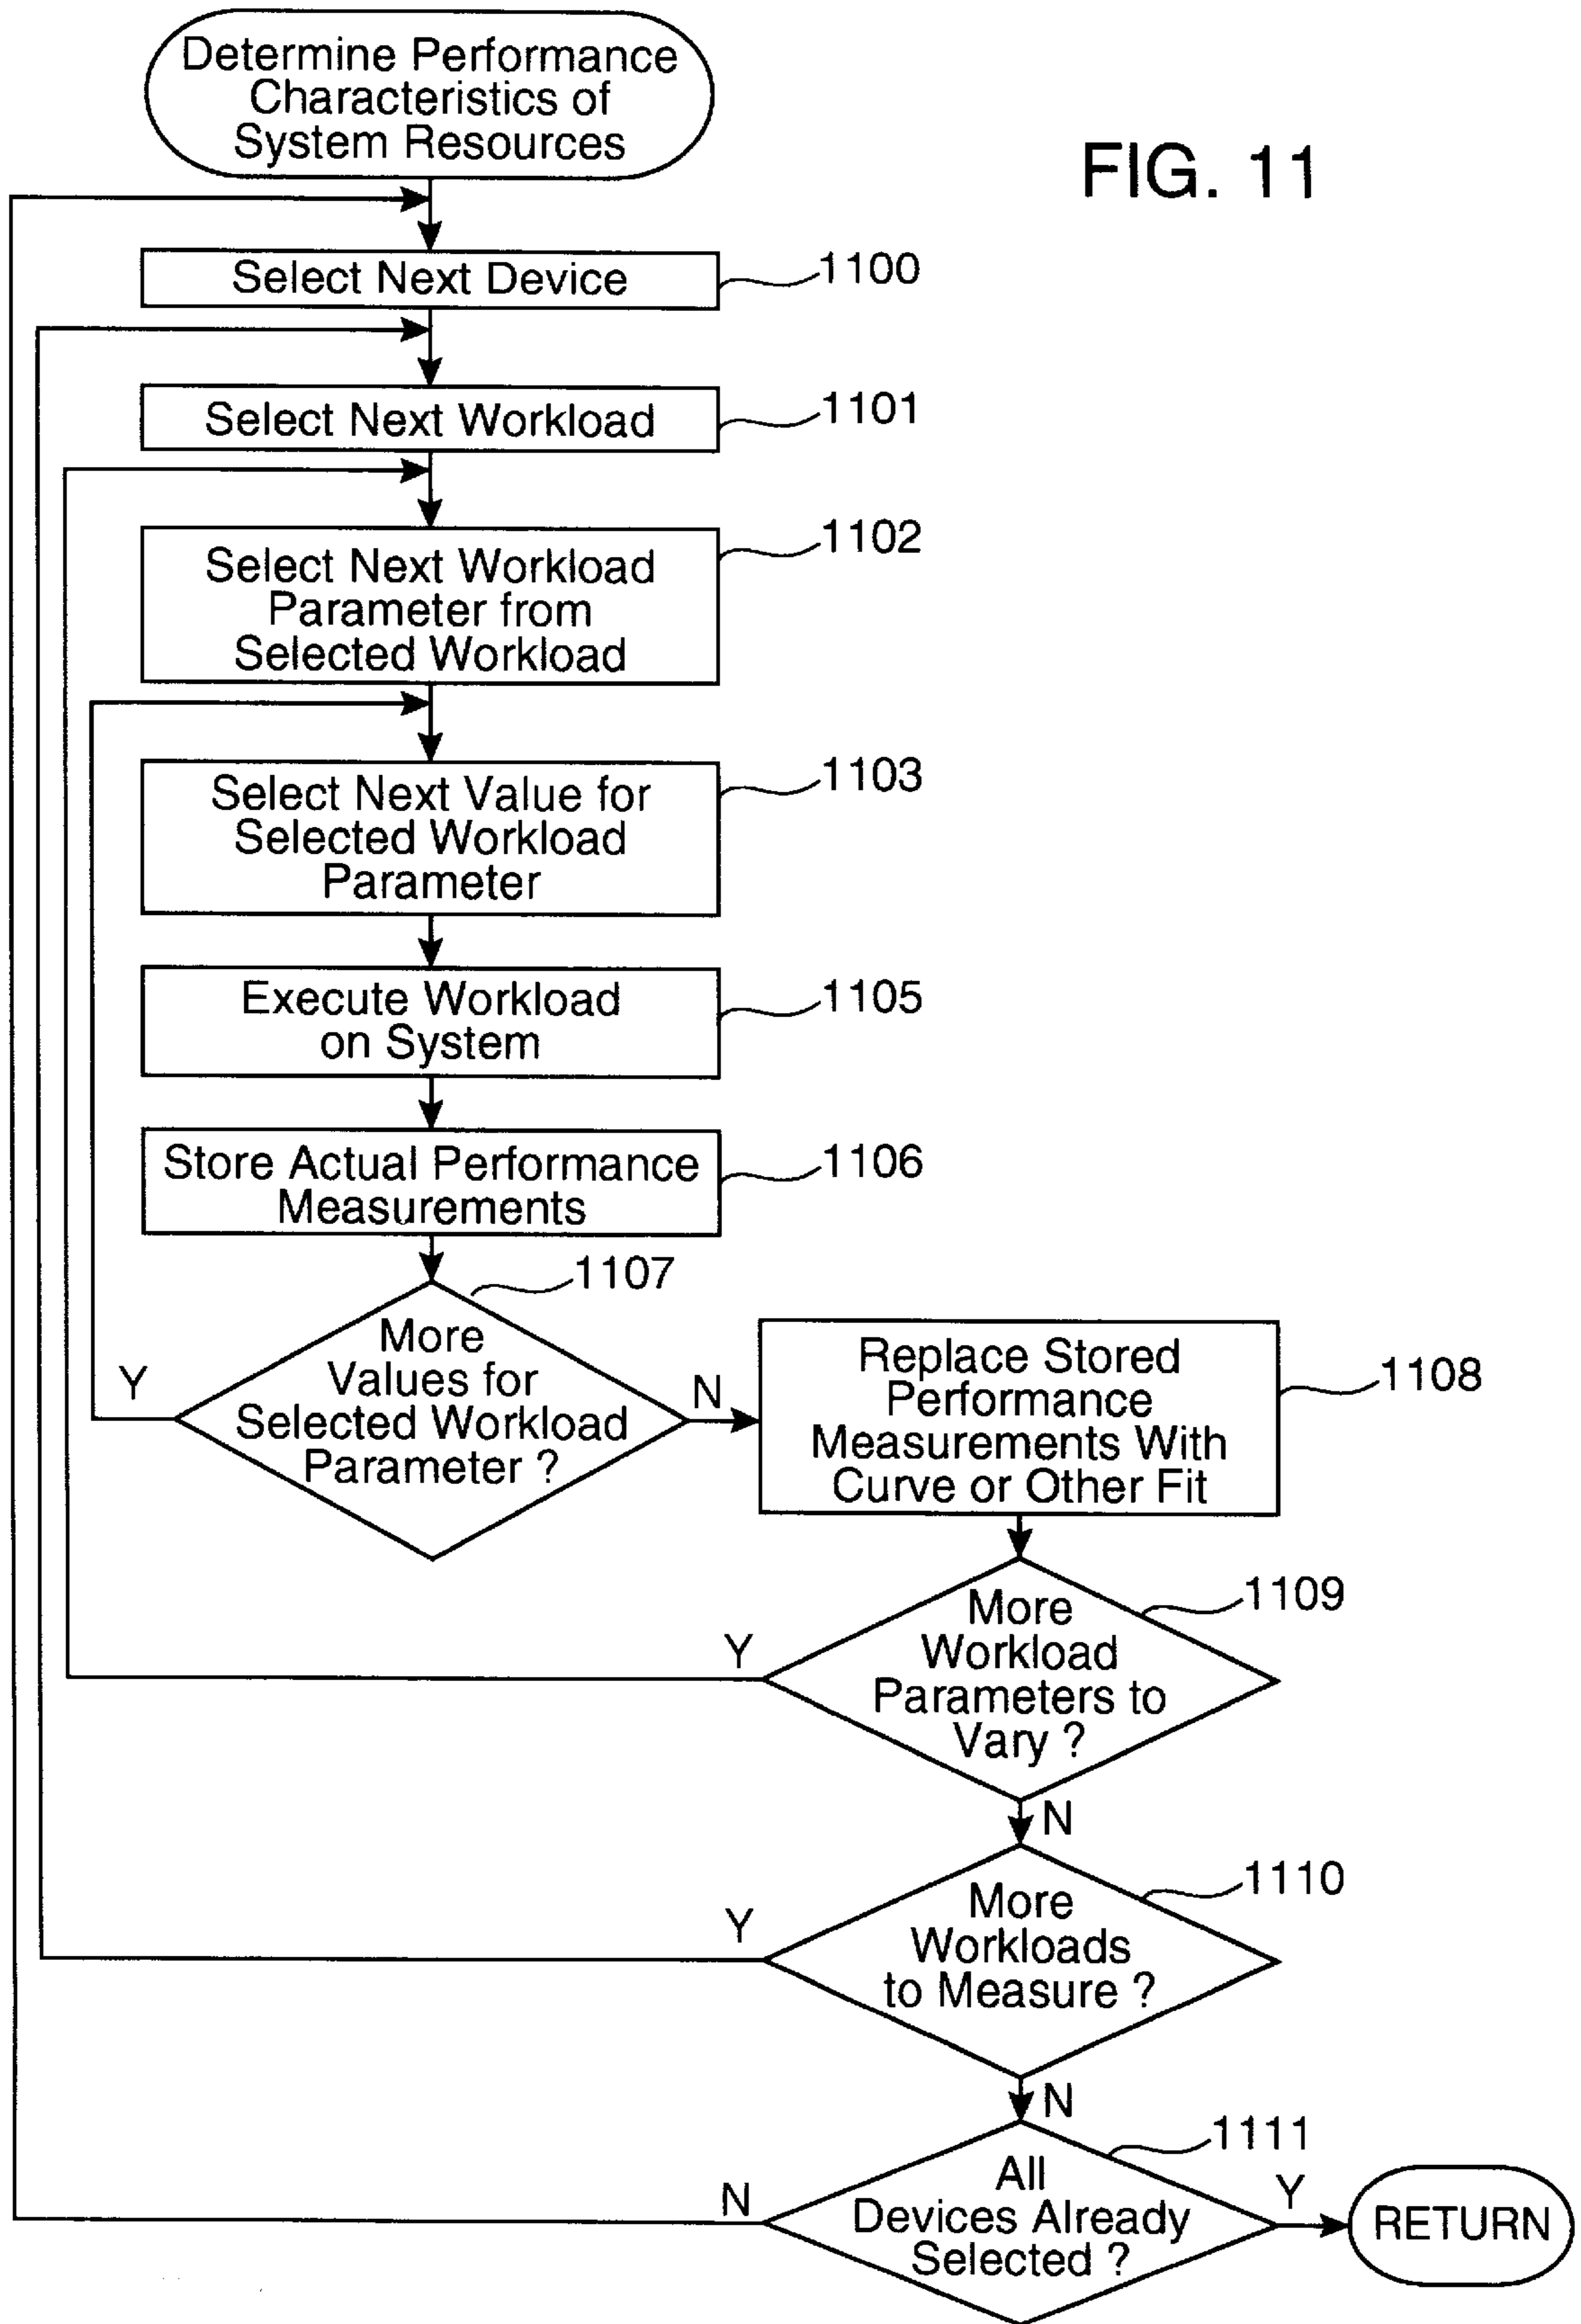 Determine Performance
Characteristics of
System Resources
FIG. 11
Select Next Device
1100
Select Next Workload
1101
Select Next Workload
Parameter from
Selected Workload
1102
Select Next Value for
Selected Workload
Parameter
1103
Execute Workload
on System
1105
Store Actual Performance
Measurements
1106
1107
More
Values for
Selected Workload
Parameter ?
Y
N
Replace Stored
Performance
Measurements With
Curve or Other Fit
1108
More
Workload
Parameters to
Vary ?
1109
Y
N
More
Workloads
to Measure ?
1110
Y
N
All
Devices Already
Selected ?
1111
N
Y
RETURN